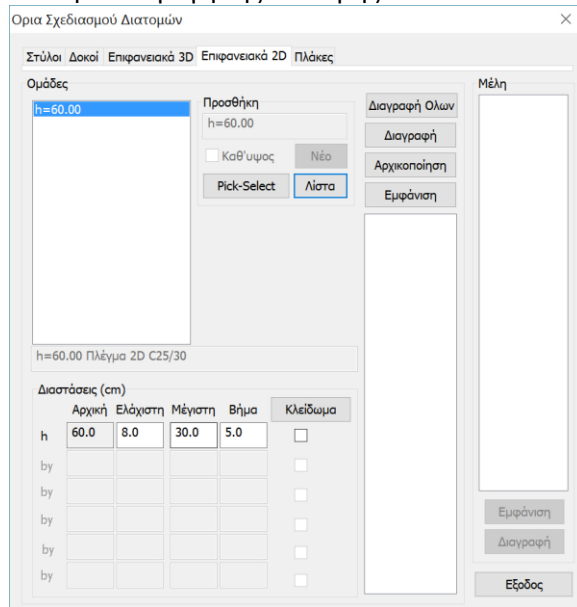 Ορια Σχεδιασμού Διατομών
Στύλοι Δοκοί Επιφανειακά 3D Επιφανειακά 2D Πλάκες
Ομάδες
Μέλη
h=60.00
Προσθήκη
h=60.00
Καθ'υψος Νέο
Pick-Select Λίστα
Διαγραφή Ολων
Διαγραφή
Αρχικοποίηση
Εμφάνιση
h=60.00 Πλέγμα 2D C25/30
Διαστάσεις (cm)
Αρχική Ελάχιστη Μέγιστη Βήμα Κλείδωμα
h 60.0 8.0 30.0 5.0
by
by
by
by
by
Εμφάνιση
Διαγραφή
Εξοδος